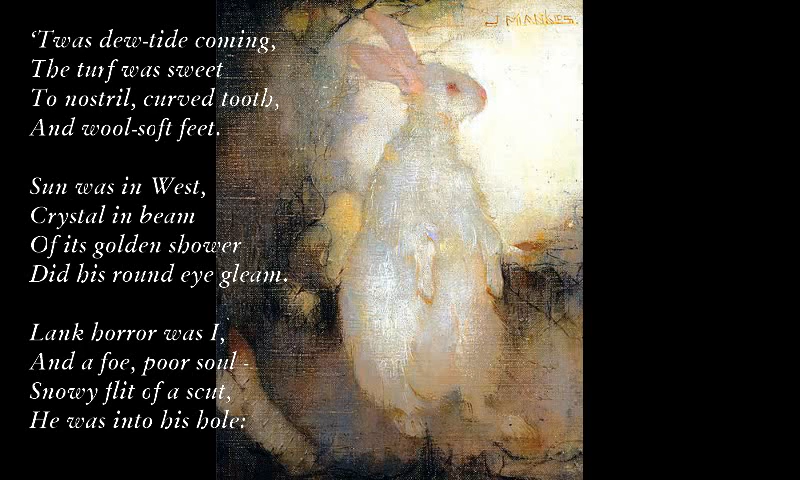 ‘Twas dew-tide coming,
The turf was sweet
To nostril, curved tooth,
And wool-soft feet.
Sun was in West,
Crystal in beam
Of its golden shower
Did his round eye gleam.
Lank horror was I,
And a foe, poor soul -
Snowy flit of a scut,
He was into his hole:
J MANKES.